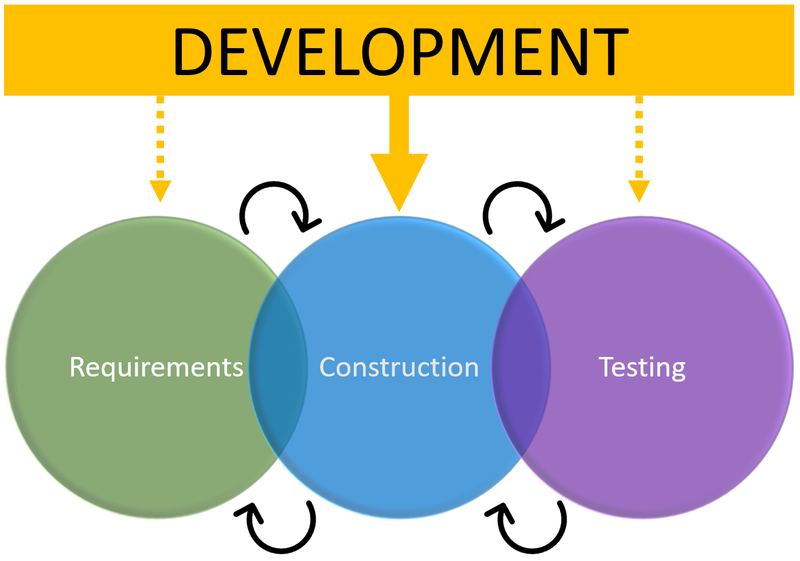 DEVELOPMENT
Requirements
Construction
Testing